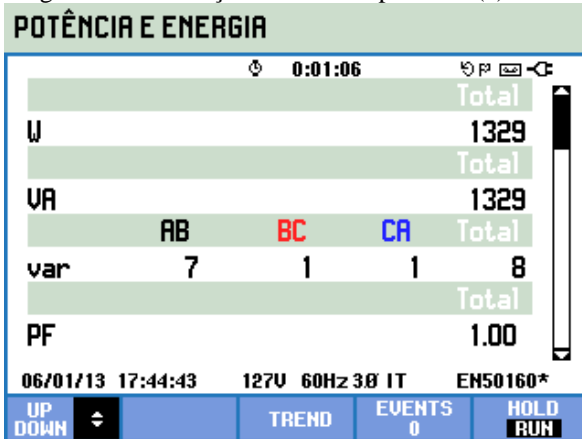 POTÊNCIA E ENERGIA
0:01:06
Total
W 1329
Total
VA 1329
AB BC CA Total
var 7 1 1 8
Total
PF 1.00
06/01/13 17:44:43 127V 60Hz 3Ø IT EN50160*
UP DOWN TREND EVENTS 0 HOLD RUN